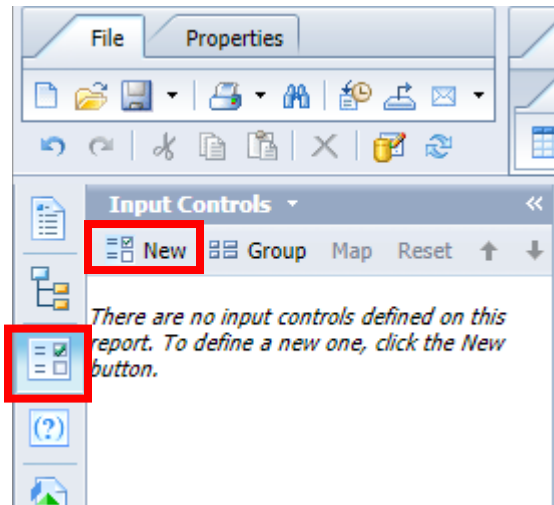 File Properties
Input Controls
New Group Map Reset
There are no input controls defined on this
report. To define a new one, click the New
button.
(?)